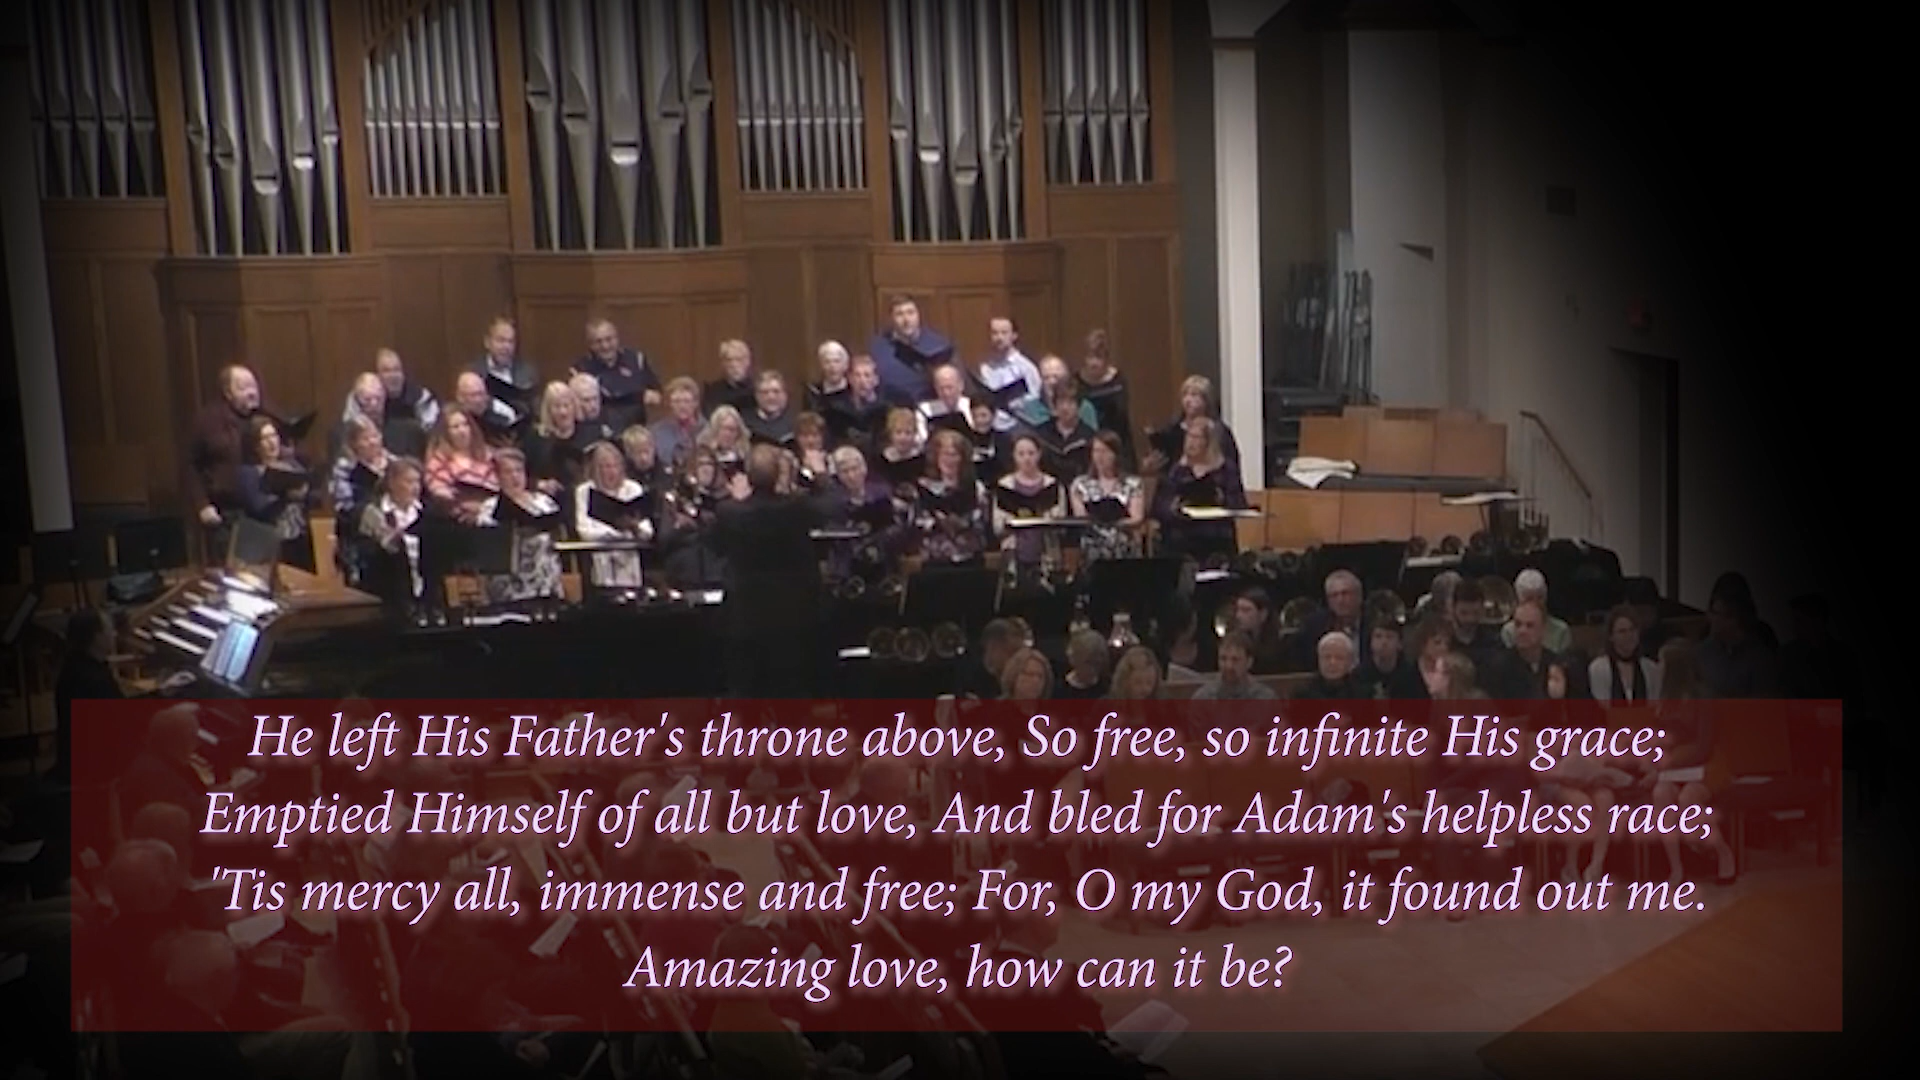 He left His Father's throne above, So free, so infinite His grace;
Emptied Himself of all but love, And bled for Adam's helpless race;
'Tis mercy all, immense and free; For, O my God, it found out me.
Amazing love, how can it be?